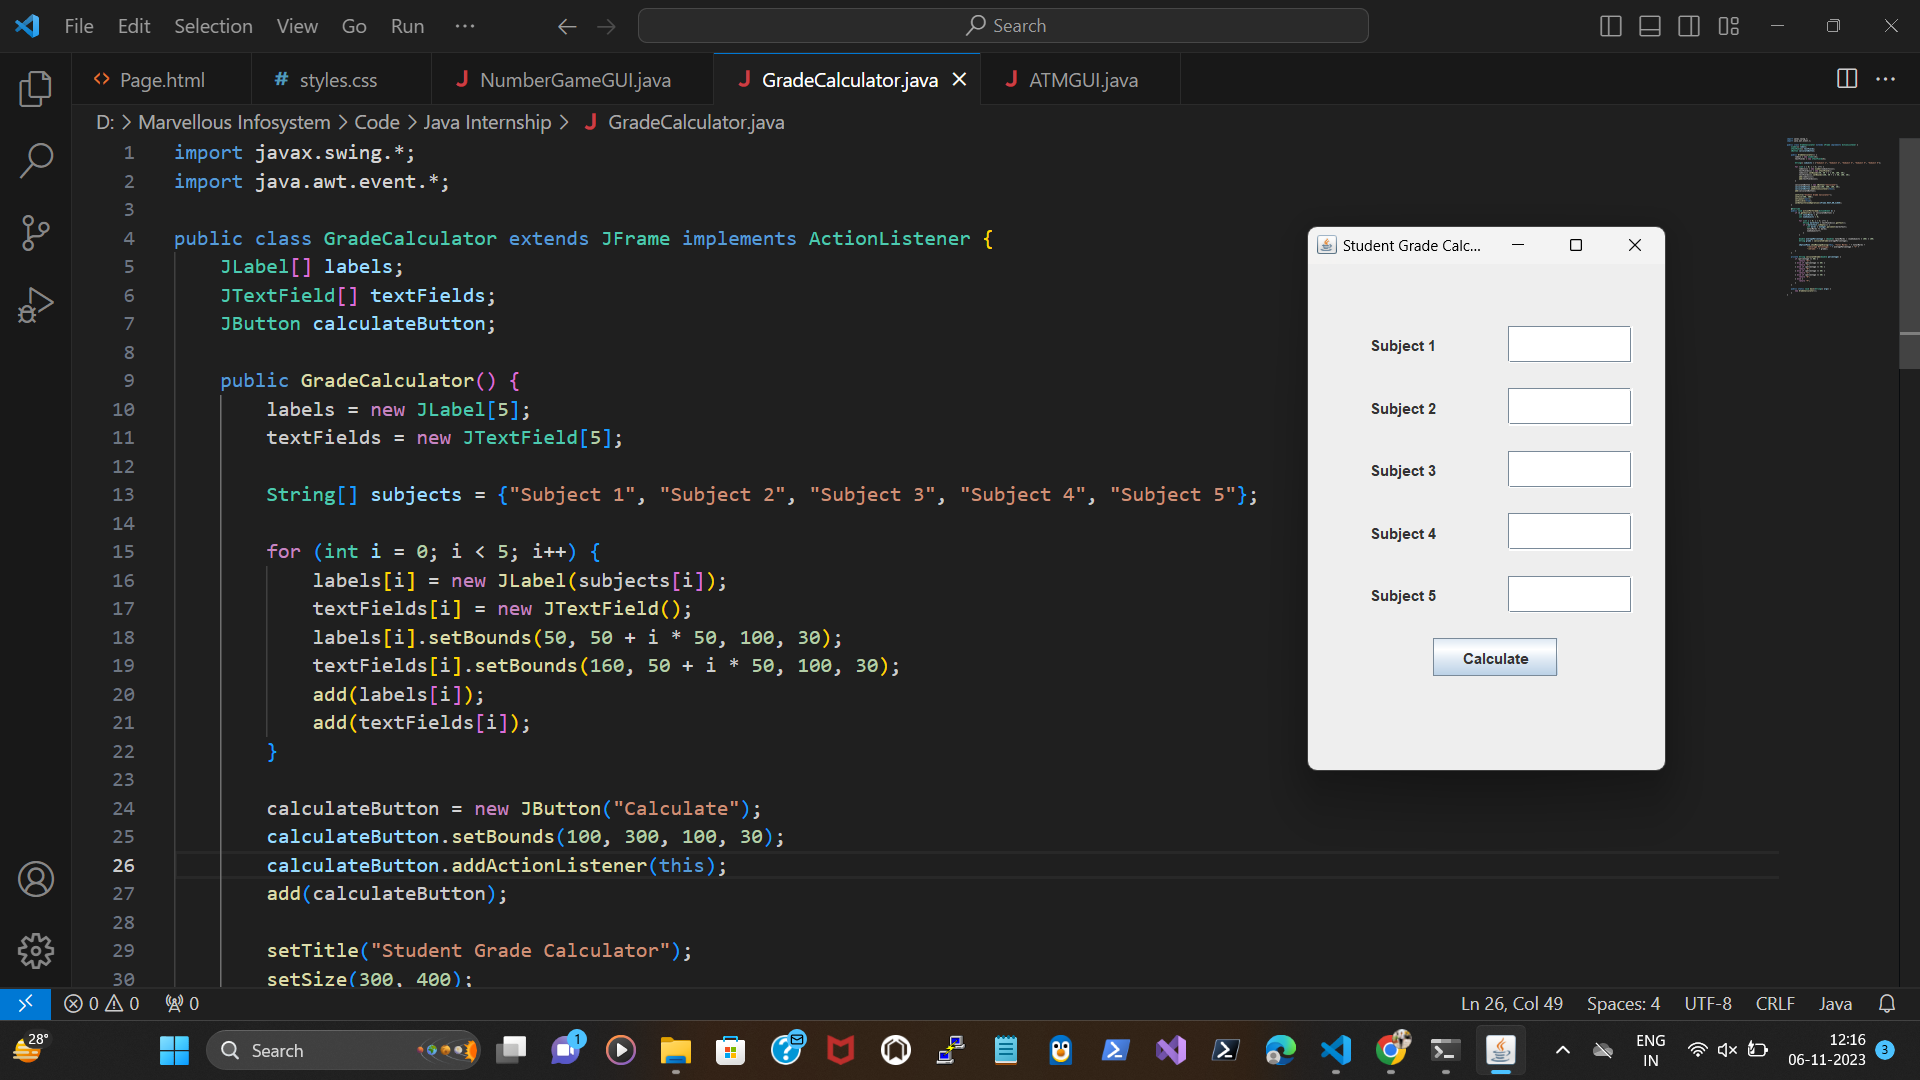 File Edit Selection View Go Run ··· Search
Page.html # styles.css J NumberGameGUI.java J GradeCalculator.java J ATMGUI.java
D: > Marvellous Infosystem > Code > Java Internship > J GradeCalculator.java
1 import javax.swing.*;
2 import java.awt.event.*;
3
4 public class GradeCalculator extends JFrame implements ActionListener {
5 JLabel[] labels;
6 JTextField[] textFields;
7 JButton calculateButton;
8
9 public GradeCalculator() {
10 labels = new JLabel[5];
11 textFields = new JTextField[5];
12
13 String[] subjects = {"Subject 1", "Subject 2", "Subject 3", "Subject 4", "Subject 5"};
14
15 for (int i = 0; i < 5; i++) {
16 labels[i] = new JLabel(subjects[i]);
17 textFields[i] = new JTextField();
18 labels[i].setBounds(50, 50 + i * 50, 100, 30);
19 textFields[i].setBounds(160, 50 + i * 50, 100, 30);
20 add(labels[i]);
21 add(textFields[i]);
22 }
23
24 calculateButton = new JButton("Calculate");
25 calculateButton.setBounds(100, 300, 100, 30);
26 calculateButton.addActionListener(this);
27 add(calculateButton);
28
29 setTitle("Student Grade Calculator");
30 setSize(300, 400);
Student Grade Calc...
Subject 1
Subject 2
Subject 3
Subject 4
Subject 5
Calculate
0 0 0 Ln 26, Col 49 Spaces: 4 UTF-8 CRLF Java
28° Search 1 ENG 12:16
IN 06-11-2023 3